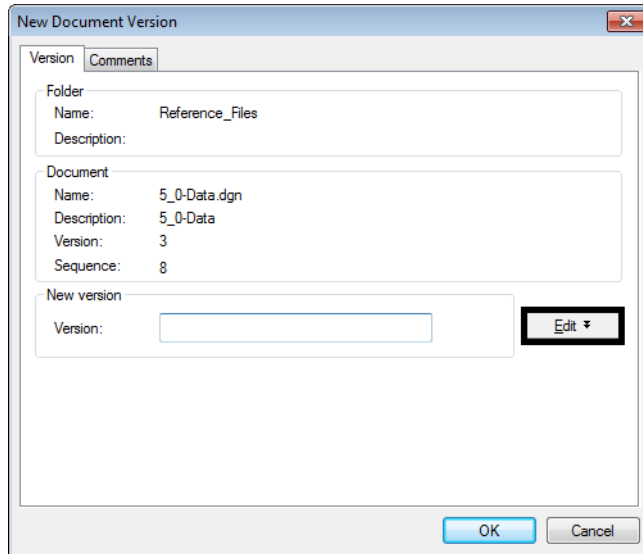 New Document Version
Version Comments
Folder
Name: Reference_Files
Description:
Document
Name: 5_0-Data.dgn
Description: 5_0-Data
Version: 3
Sequence: 8
New version
Version:
Edit
OK Cancel